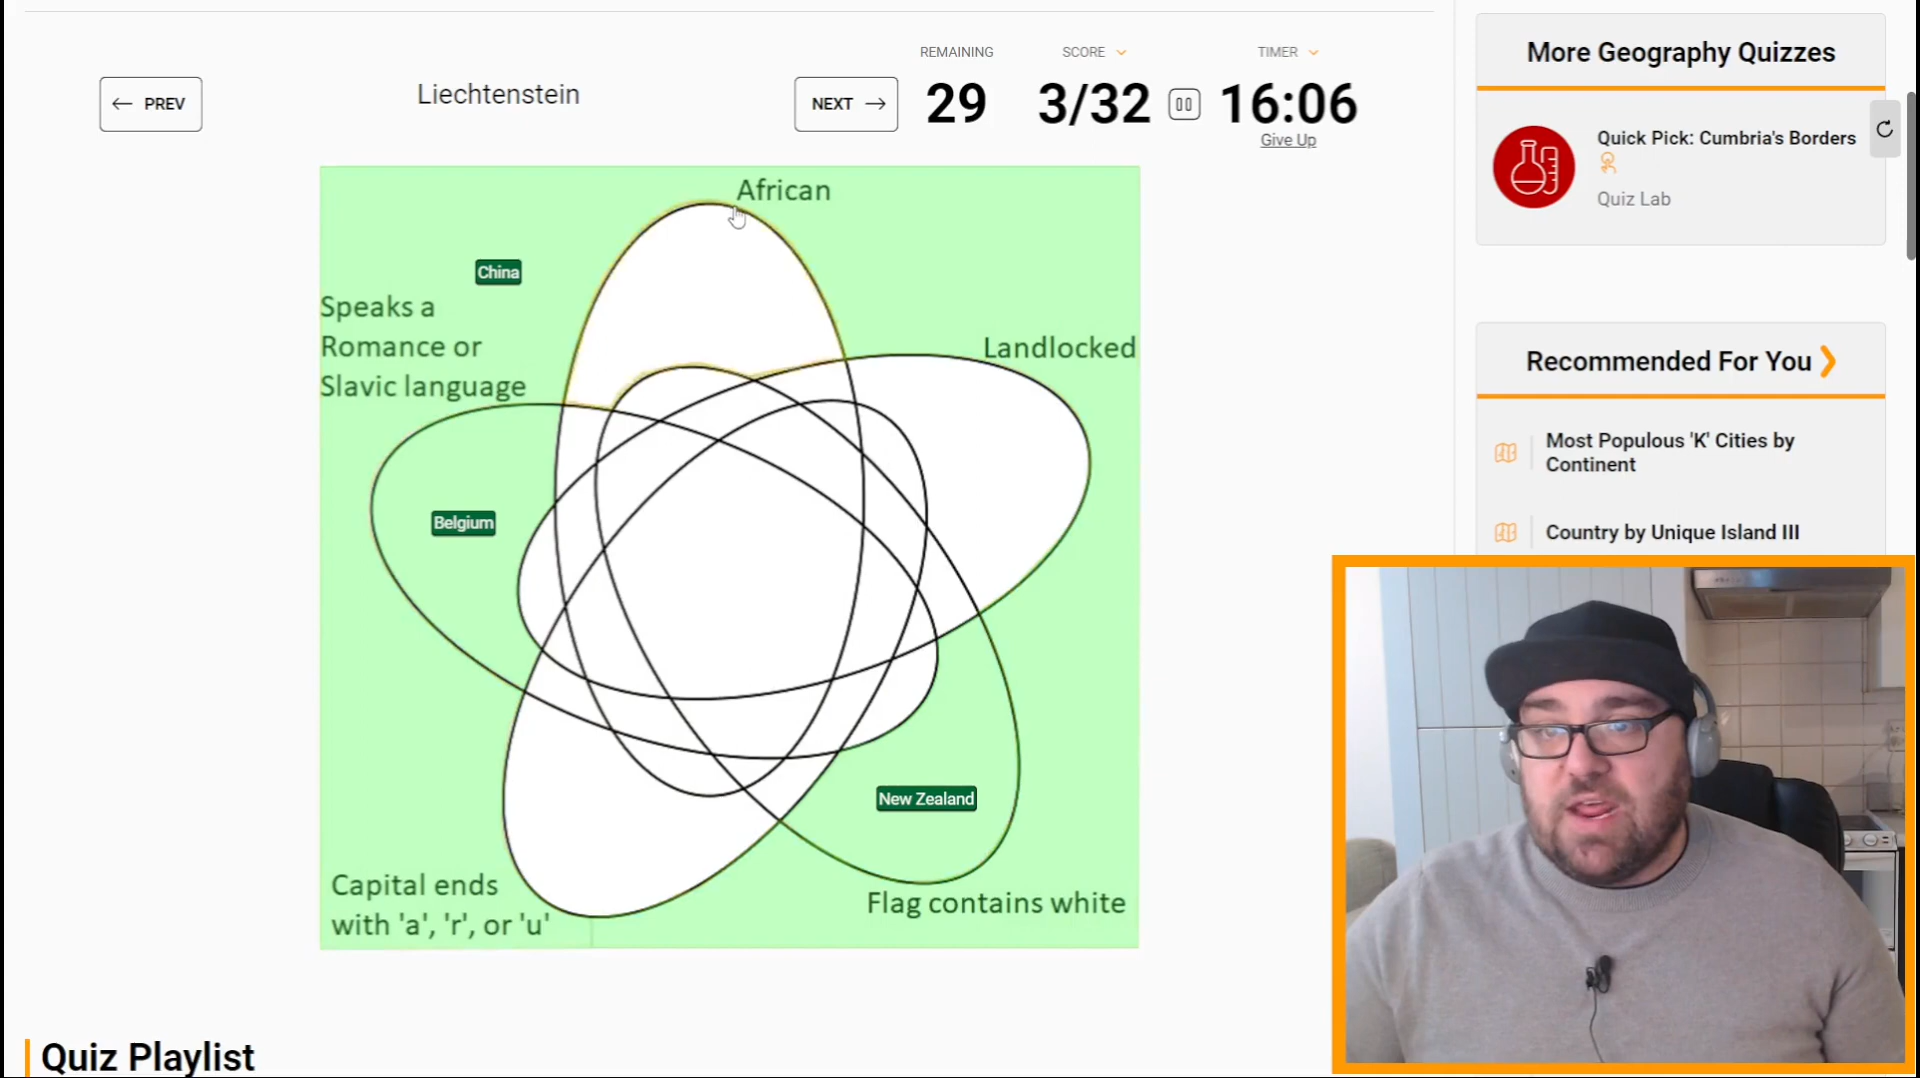 REMAINING
SCORE
TIMER
← PREV
Liechtenstein
NEXT →
29
3/32
16:06
Give Up
African
China
Speaks a
Romance or
Slavic language
Landlocked
Belgium
New Zealand
Capital ends
with 'a', 'r', or 'u'
Flag contains white
Quiz Playlist
More Geography Quizzes
Quick Pick: Cumbria's Borders
Quiz Lab
Recommended For You
Most Populous 'K' Cities by
Continent
Country by Unique Island III